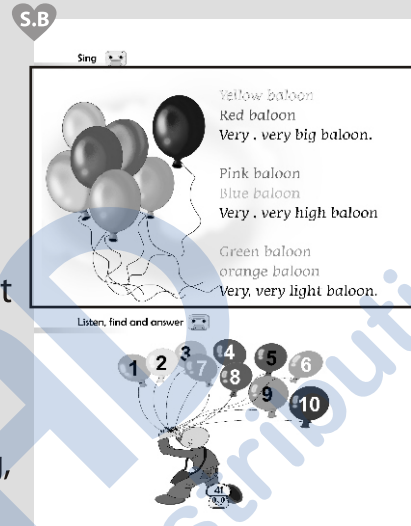 S.B
Sing
Yellow baloon
Red baloon
Very , very big baloon.
Pink baloon
Blue baloon
Very , very high baloon
Green baloon
orange baloon
Very, very light baloon.
t
Listen, find and answer
1 2 3 7 4 8 5 6 9 10
g,